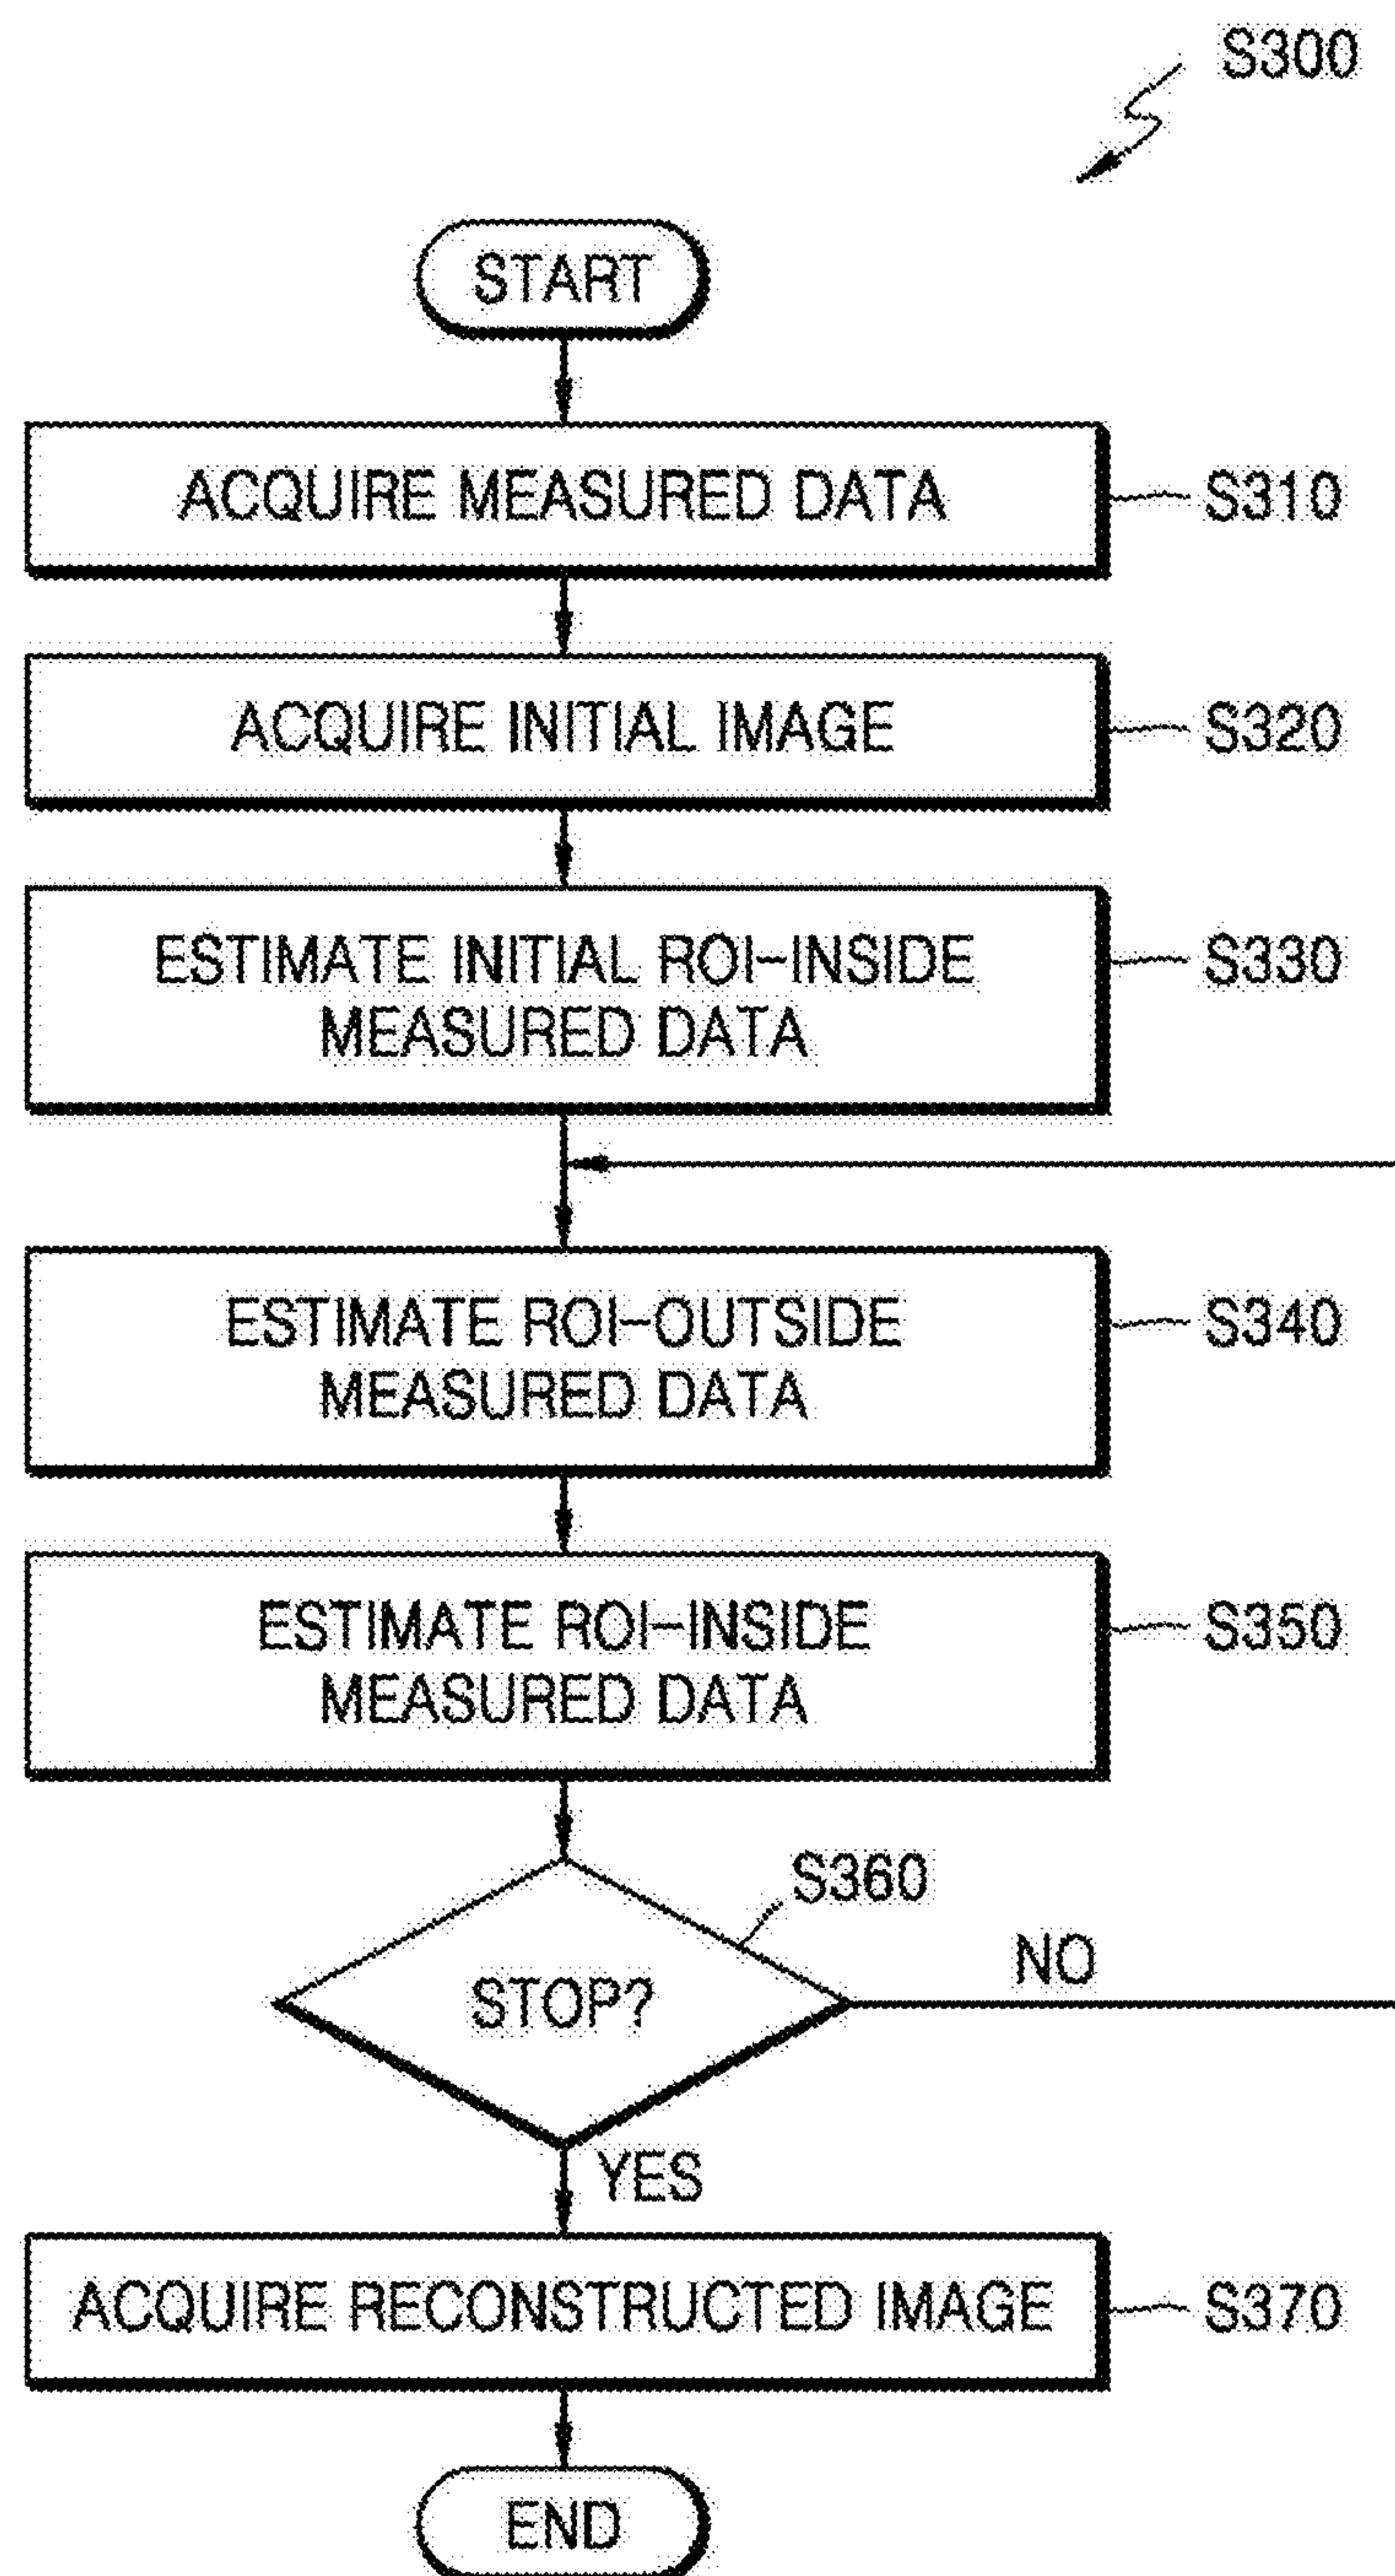 S300
START
ACQUIRE MEASURED DATA
S310
ACQUIRE INITIAL IMAGE
S320
ESTIMATE INITIAL ROI-INSIDE
MEASURED DATA
S330
ESTIMATE ROI-OUTSIDE
MEASURED DATA
S340
ESTIMATE ROI-INSIDE
MEASURED DATA
S350
S360
STOP?
NO
YES
ACQUIRE RECONSTRUCTED IMAGE
S370
END